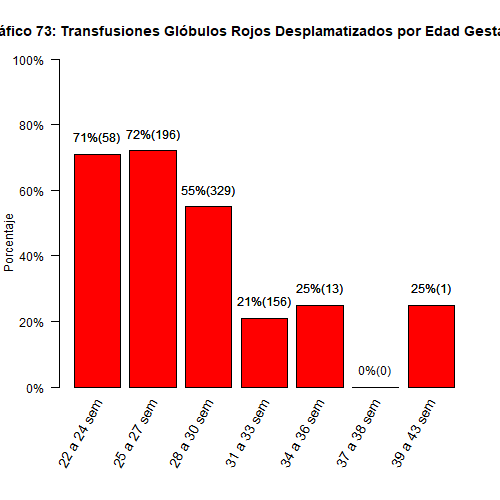 áfico 73: Transfusiones Glóbulos Rojos Desplamatizados por Edad Gesta
100%
80%
60%
40%
20%
0%
Porcentaje
71%(58)
72%(196)
55%(329)
21%(156)
25%(13)
0%(0)
25%(1)
22 a 24 sem
25 a 27 sem
28 a 30 sem
31 a 33 sem
34 a 36 sem
37 a 38 sem
39 a 43 sem